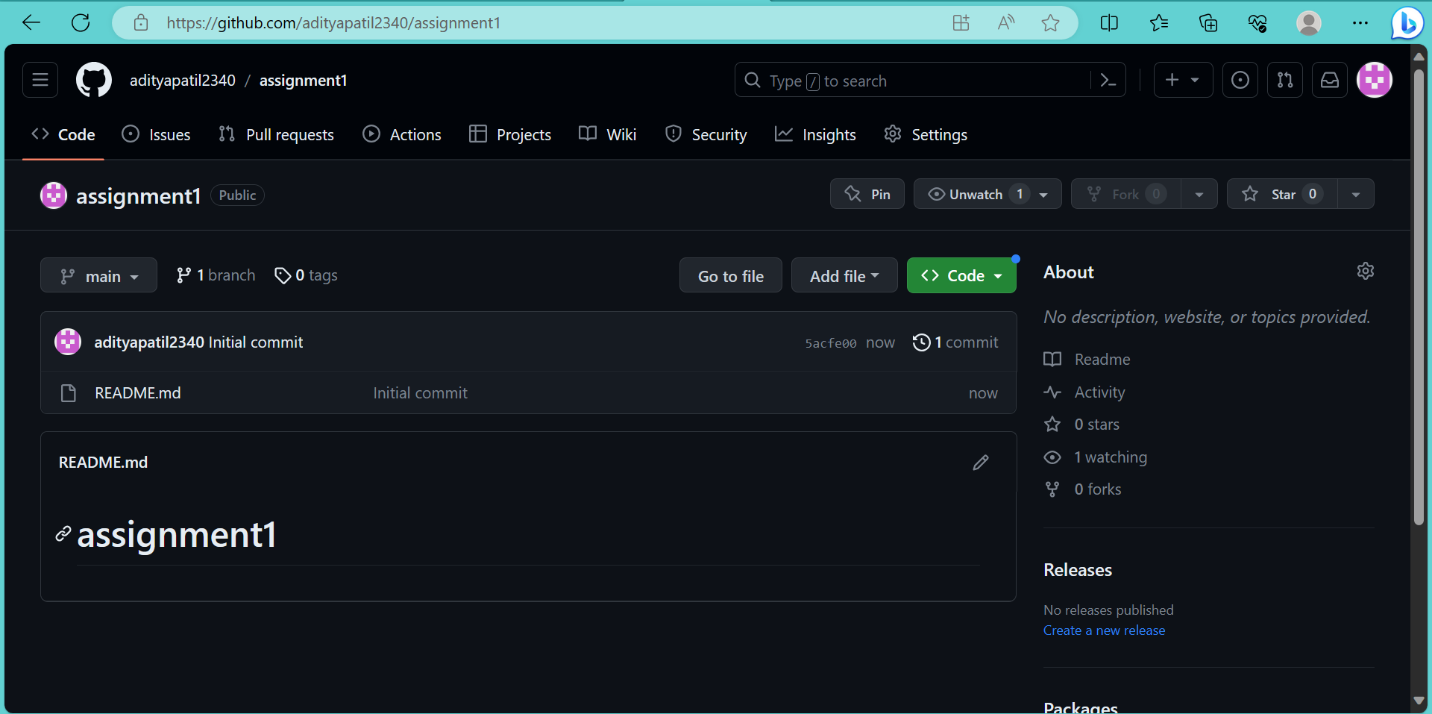 https://github.com/adityapatil2340/assignment1
adityapatil2340 / assignment1
Type / to search
Code Issues Pull requests Actions Projects Wiki Security Insights Settings
assignment1 Public
Pin Unwatch 1 Fork 0 Star 0
main 1 branch 0 tags Go to file Add file Code
adityapatil2340 Initial commit 5acfe00 now 1 commit
README.md Initial commit now
README.md
assignment1
About
No description, website, or topics provided.
Readme
Activity
0 stars
1 watching
0 forks
Releases
No releases published
Create a new release
Packages